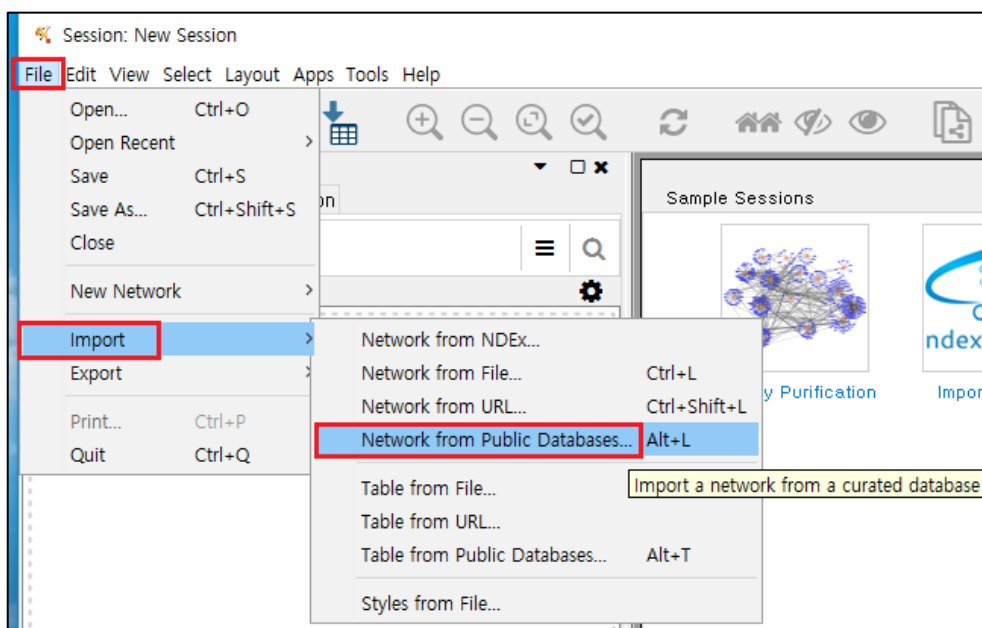 Session: New Session
File Edit View Select Layout Apps Tools Help
Open... Ctrl+O
Open Recent
Save Ctrl+S
Save As... Ctrl+Shift+S
Close
New Network
Import
Export
Print... Ctrl+P
Quit Ctrl+Q
on
Sample Sessions
ndex
y Purification
Impor
Network from NDEx...
Network from File... Ctrl+L
Network from URL... Ctrl+Shift+L
Network from Public Databases... Alt+L
Import a network from a curated database
Table from File...
Table from URL...
Table from Public Databases... Alt+T
Styles from File...